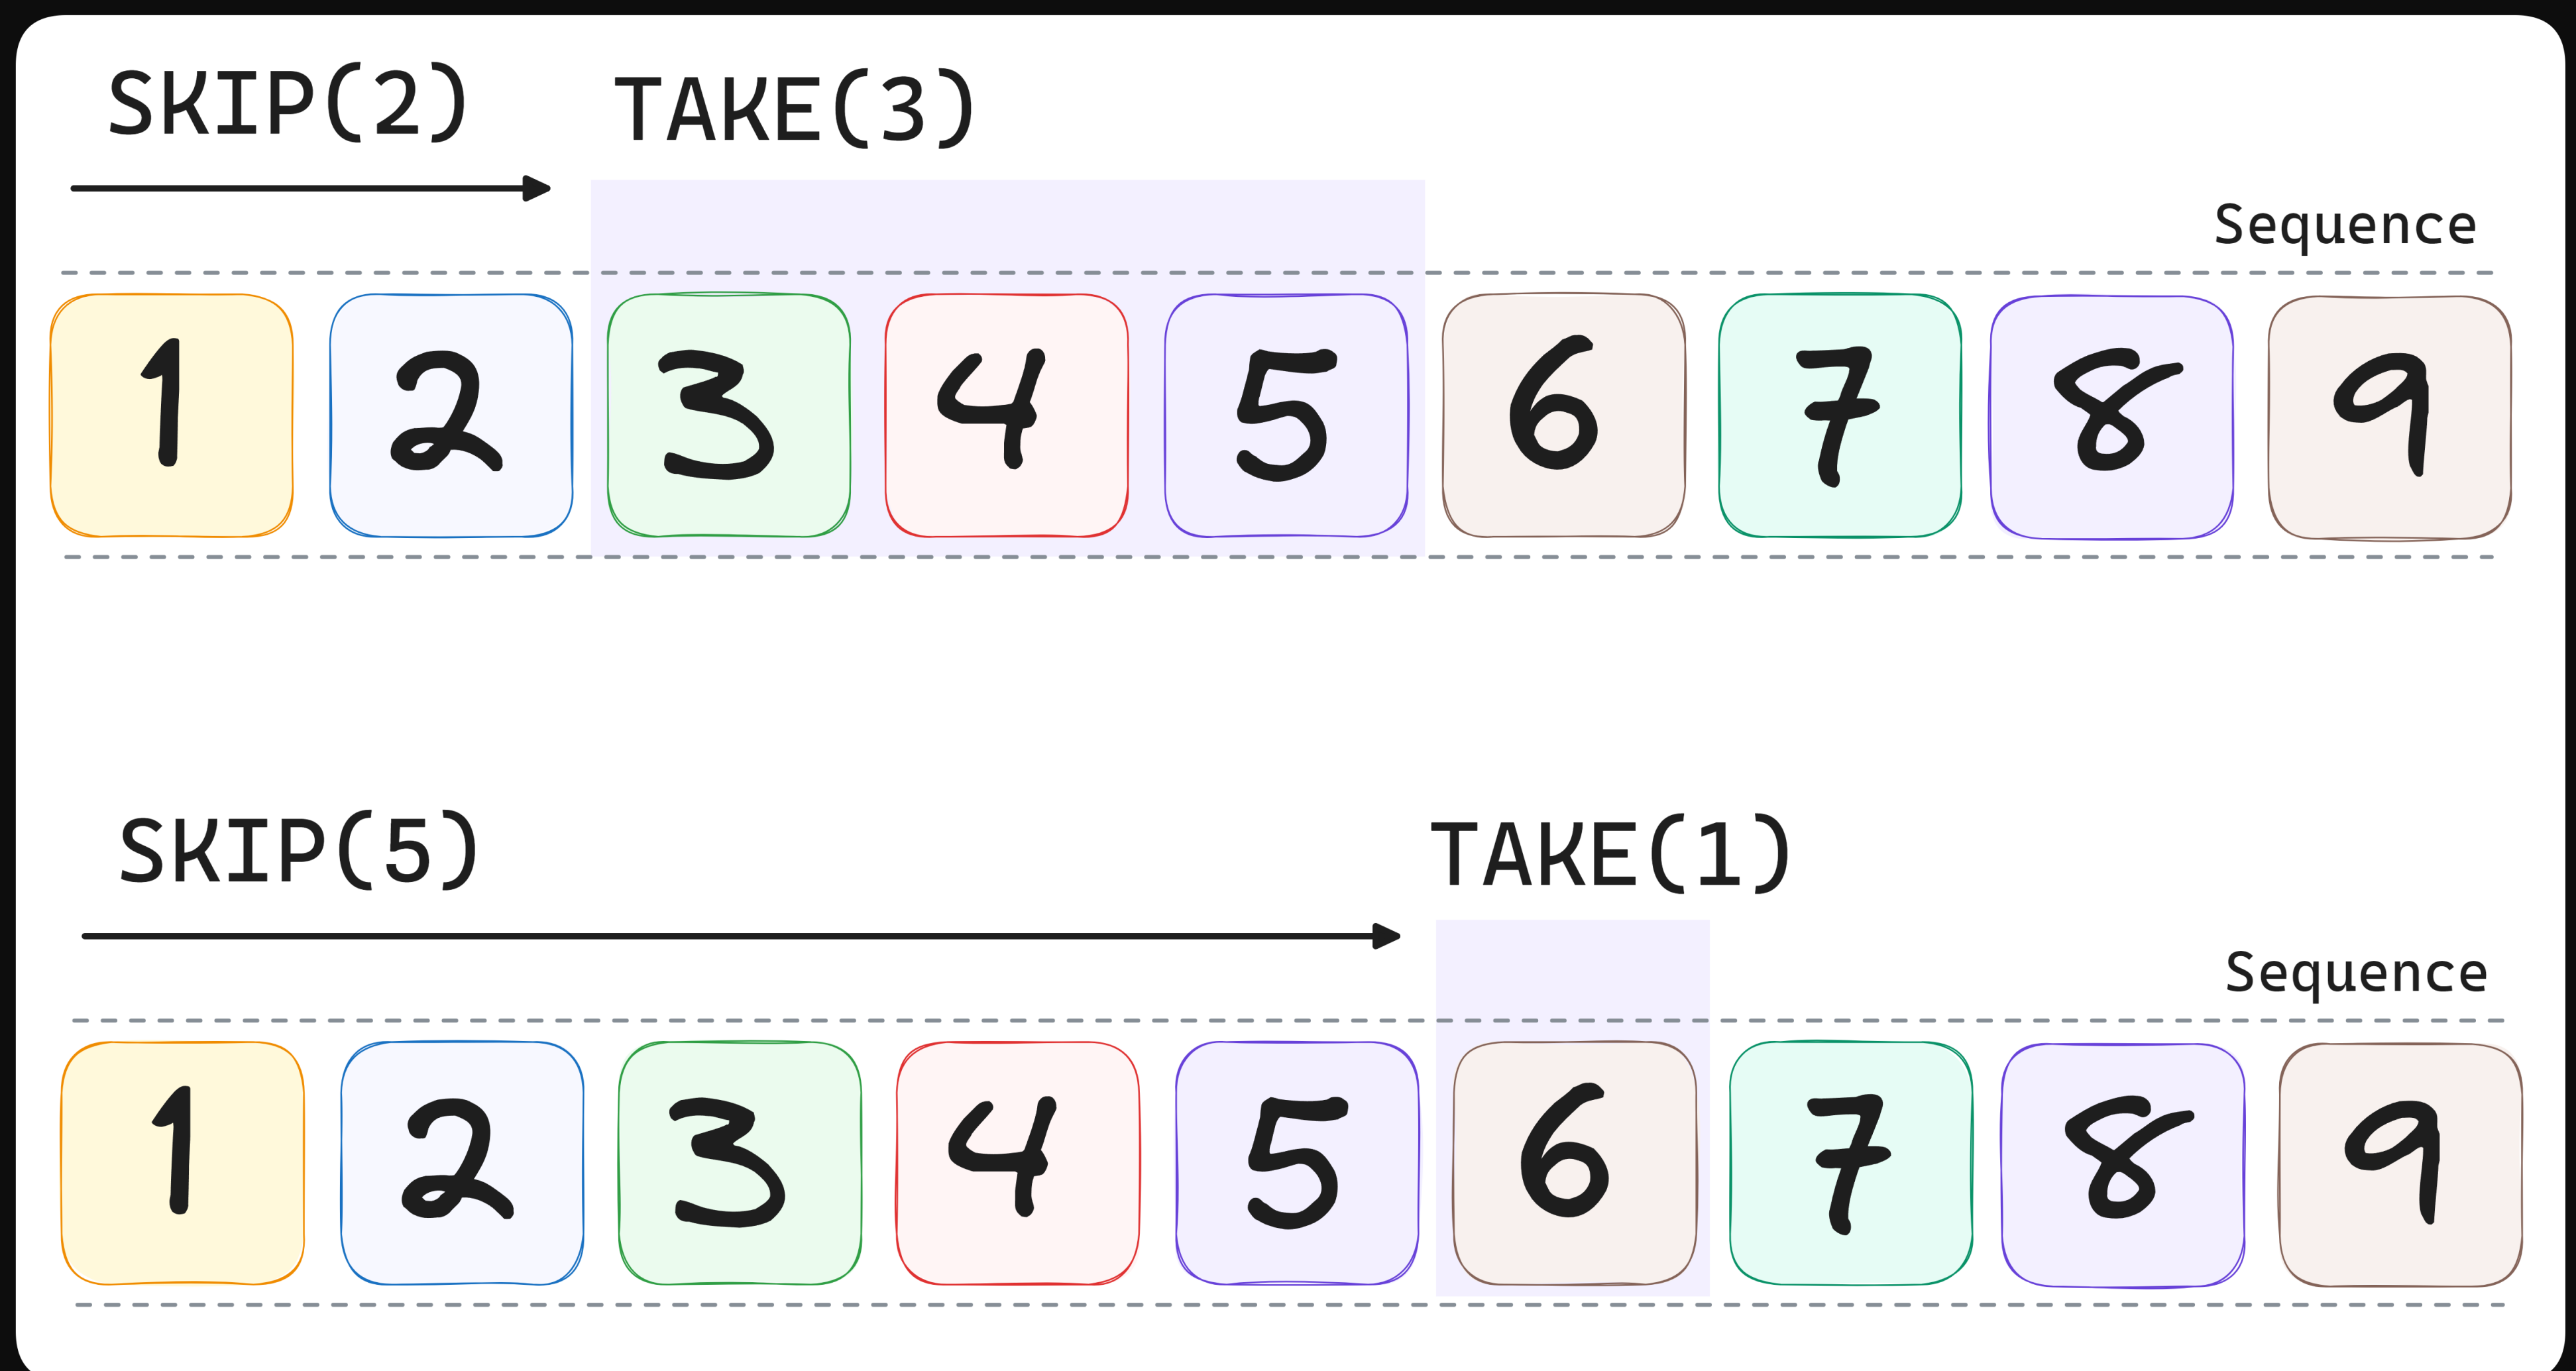 SKIP(2) TAKE(3)
Sequence
1 2 3 4 5 6 7 8 9
SKIP(5) TAKE(1)
Sequence
1 2 3 4 5 6 7 8 9